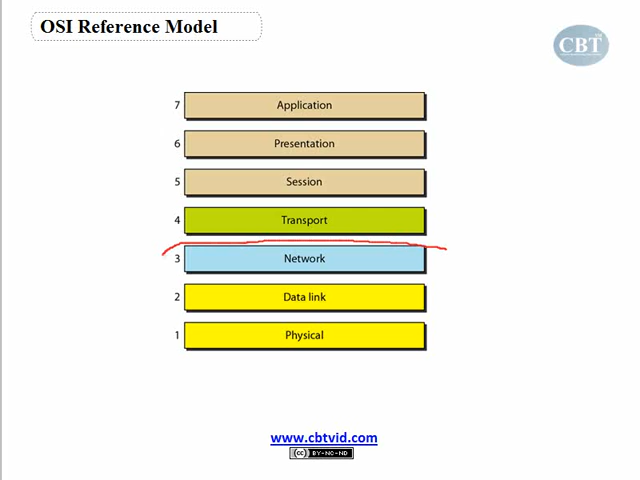 OSI Reference Model
CBT
7 Application
6 Presentation
5 Session
4 Transport
3 Network
2 Data link
1 Physical
www.cbtvid.com
cc BY-NC-ND